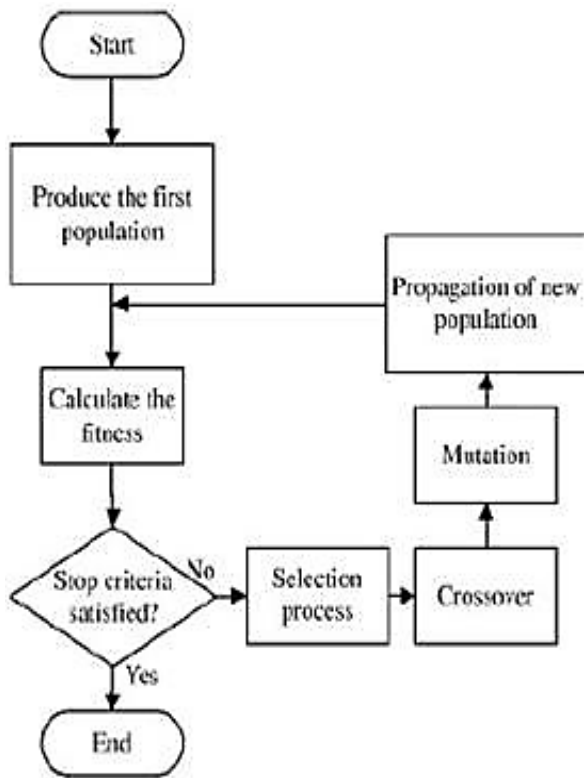 Start
Produce the first
population
Propagation of new
population
Calculate the
fitness
Mutation
Stop criteria
satisfied?
No
Selection
process
Crossover
Yes
End